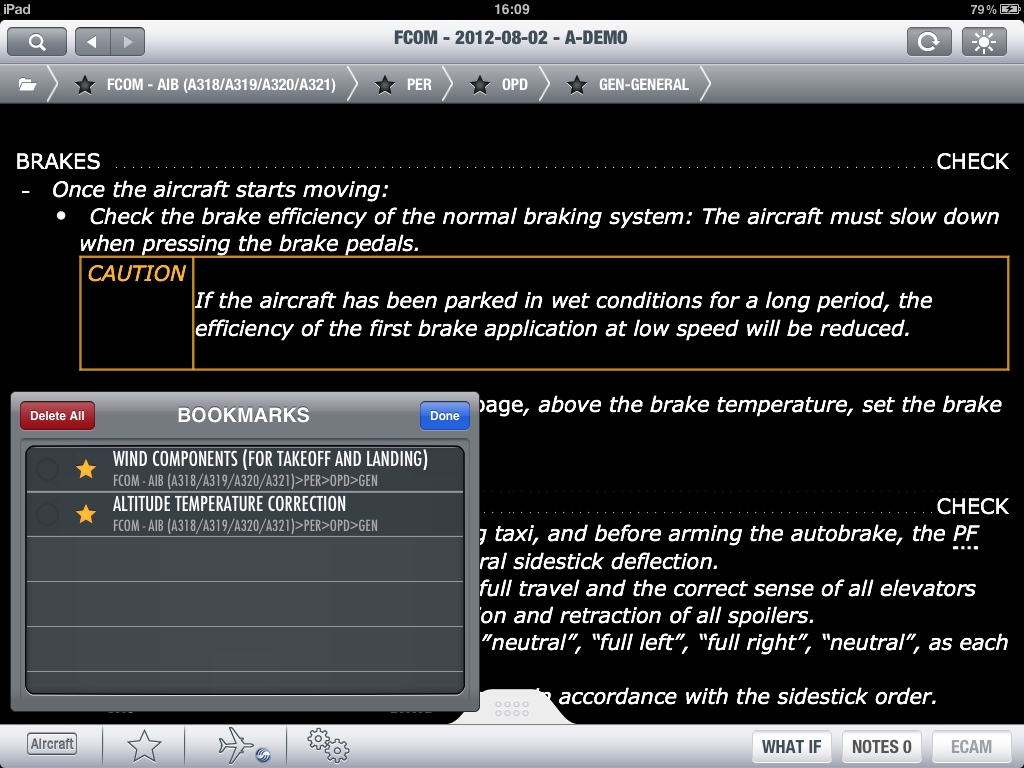 iPad 16:09 79%
FCOM - 2012-08-02 - A-DEMO
FCOM - AIB (A318/A319/A320/A321) PER OPD GEN-GENERAL
BRAKES CHECK
- Once the aircraft starts moving:
• Check the brake efficiency of the normal braking system: The aircraft must slow down
when pressing the brake pedals.
CAUTION
If the aircraft has been parked in wet conditions for a long period, the
efficiency of the first brake application at low speed will be reduced.
page, above the brake temperature, set the brake
Delete All BOOKMARKS Done
WIND COMPONENTS (FOR TAKEOFF AND LANDING)
FCOM - AIB (A318/A319/A320/A321)>PER>OPD>GEN
ALTITUDE TEMPERATURE CORRECTION
FCOM - AIB (A318/A319/A320/A321)>PER>OPD>GEN
CHECK
taxi, and before arming the autobrake, the PF
sidestick deflection.
full travel and the correct sense of all elevators
and retraction of all spoilers.
"neutral", “full left”, “full right”, “neutral”, as each
accordance with the sidestick order.
Aircraft WHAT IF NOTES 0 ECAM